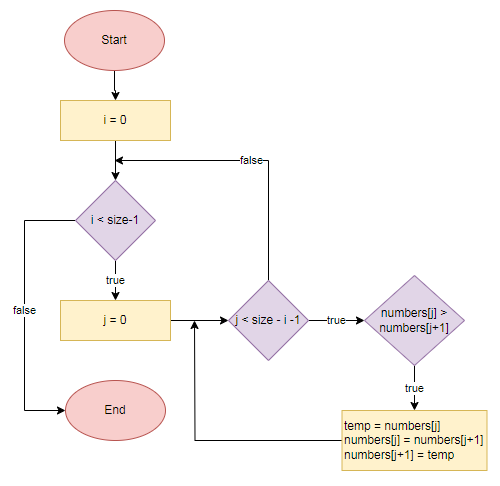 Start
i = 0
false
i < size-1
true
false
j = 0
j < size - i -1
true
numbers[j] >
numbers[j+1]
true
temp = numbers[j]
numbers[j] = numbers[j+1]
numbers[j+1] = temp
End